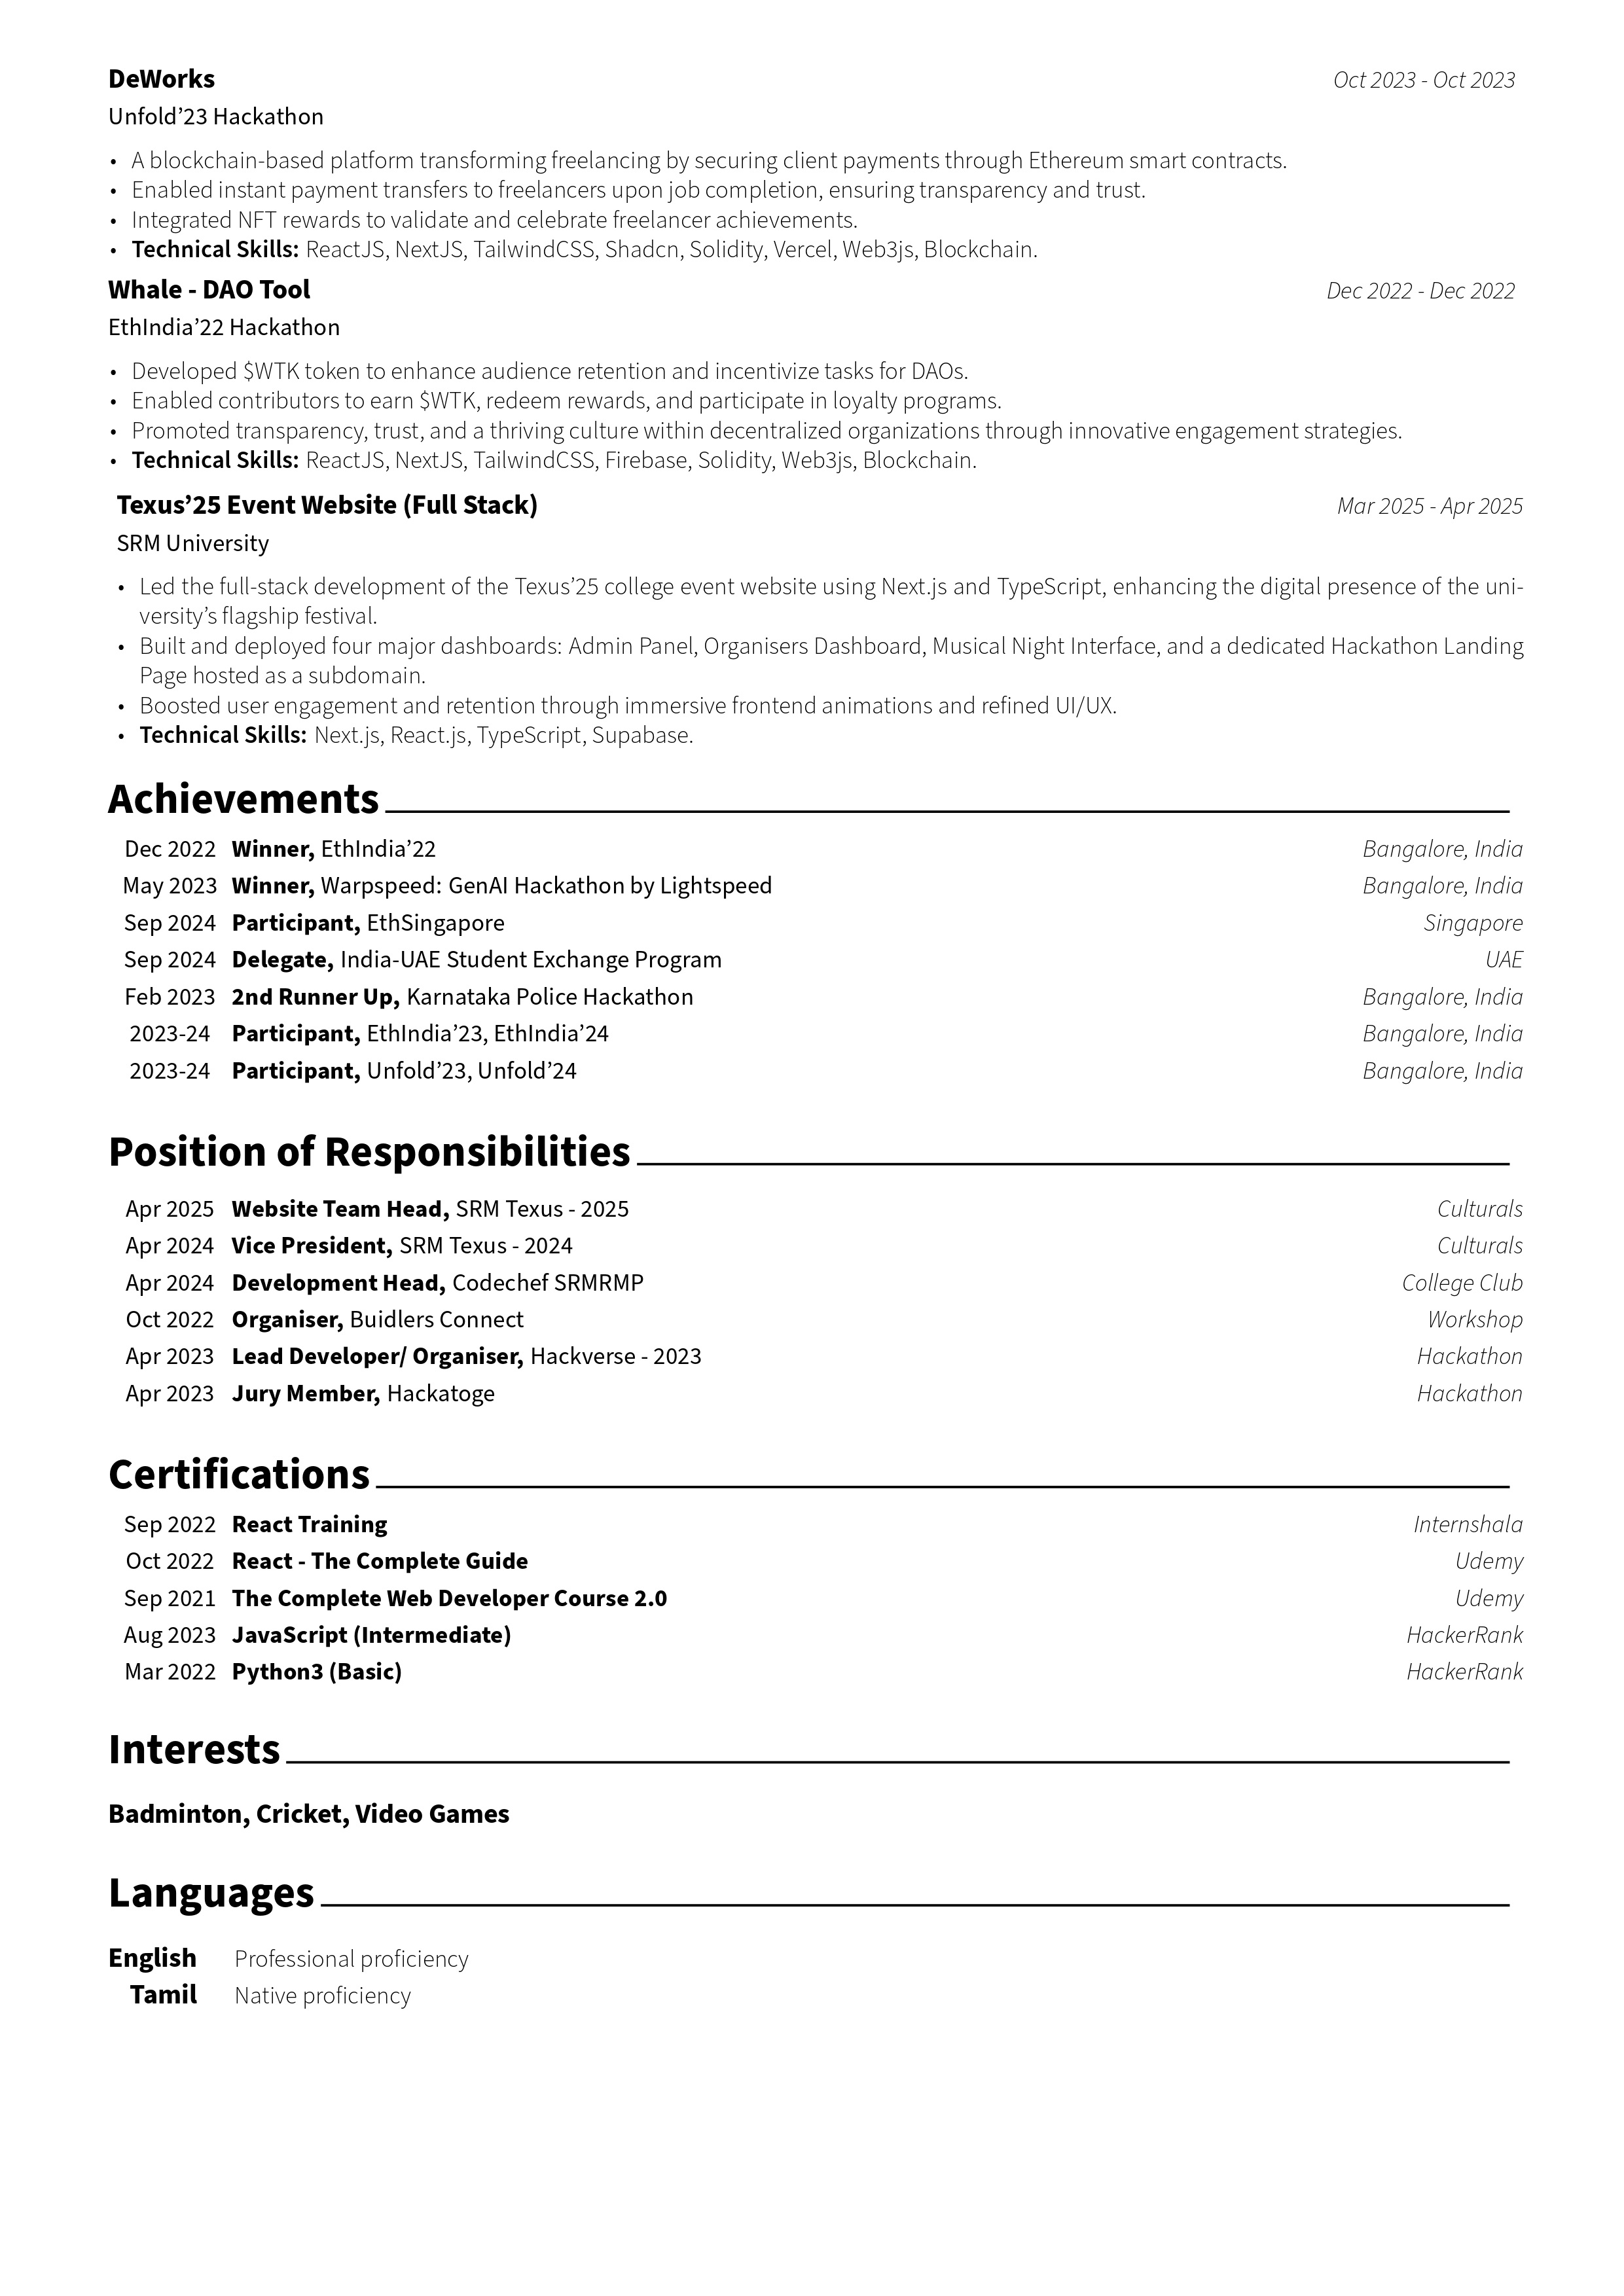 DeWorks Oct 2023 - Oct 2023
Unfold’23 Hackathon
• A blockchain-based platform transforming freelancing by securing client payments through Ethereum smart contracts.
• Enabled instant payment transfers to freelancers upon job completion, ensuring transparency and trust.
• Integrated NFT rewards to validate and celebrate freelancer achievements.
• Technical Skills: ReactJS, NextJS, TailwindCSS, Shadcn, Solidity, Vercel, Web3js, Blockchain.
Whale - DAO Tool Dec 2022 - Dec 2022
EthIndia’22 Hackathon
• Developed $WTK token to enhance audience retention and incentivize tasks for DAOs.
• Enabled contributors to earn $WTK, redeem rewards, and participate in loyalty programs.
• Promoted transparency, trust, and a thriving culture within decentralized organizations through innovative engagement strategies.
• Technical Skills: ReactJS, NextJS, TailwindCSS, Firebase, Solidity, Web3js, Blockchain.
Texus’25 Event Website (Full Stack) Mar 2025 - Apr 2025
SRM University
• Led the full-stack development of the Texus’25 college event website using Next.js and TypeScript, enhancing the digital presence of the uni-
versity’s flagship festival.
• Built and deployed four major dashboards: Admin Panel, Organisers Dashboard, Musical Night Interface, and a dedicated Hackathon Landing
Page hosted as a subdomain.
• Boosted user engagement and retention through immersive frontend animations and refined UI/UX.
• Technical Skills: Next.js, React.js, TypeScript, Supabase.
Achievements
Dec 2022 Winner, EthIndia’22 Bangalore, India
May 2023 Winner, Warpspeed: GenAI Hackathon by Lightspeed Bangalore, India
Sep 2024 Participant, EthSingapore Singapore
Sep 2024 Delegate, India-UAE Student Exchange Program UAE
Feb 2023 2nd Runner Up, Karnataka Police Hackathon Bangalore, India
2023-24 Participant, EthIndia’23, EthIndia’24 Bangalore, India
2023-24 Participant, Unfold’23, Unfold’24 Bangalore, India
Position of Responsibilities
Apr 2025 Website Team Head, SRM Texus - 2025 Culturals
Apr 2024 Vice President, SRM Texus - 2024 Culturals
Apr 2024 Development Head, Codechef SRMRMP College Club
Oct 2022 Organiser, Buidlers Connect Workshop
Apr 2023 Lead Developer/ Organiser, Hackverse - 2023 Hackathon
Apr 2023 Jury Member, Hackatoge Hackathon
Certifications
Sep 2022 React Training Internshala
Oct 2022 React - The Complete Guide Udemy
Sep 2021 The Complete Web Developer Course 2.0 Udemy
Aug 2023 JavaScript (Intermediate) HackerRank
Mar 2022 Python3 (Basic) HackerRank
Interests
Badminton, Cricket, Video Games
Languages
English Professional proficiency
Tamil Native proficiency